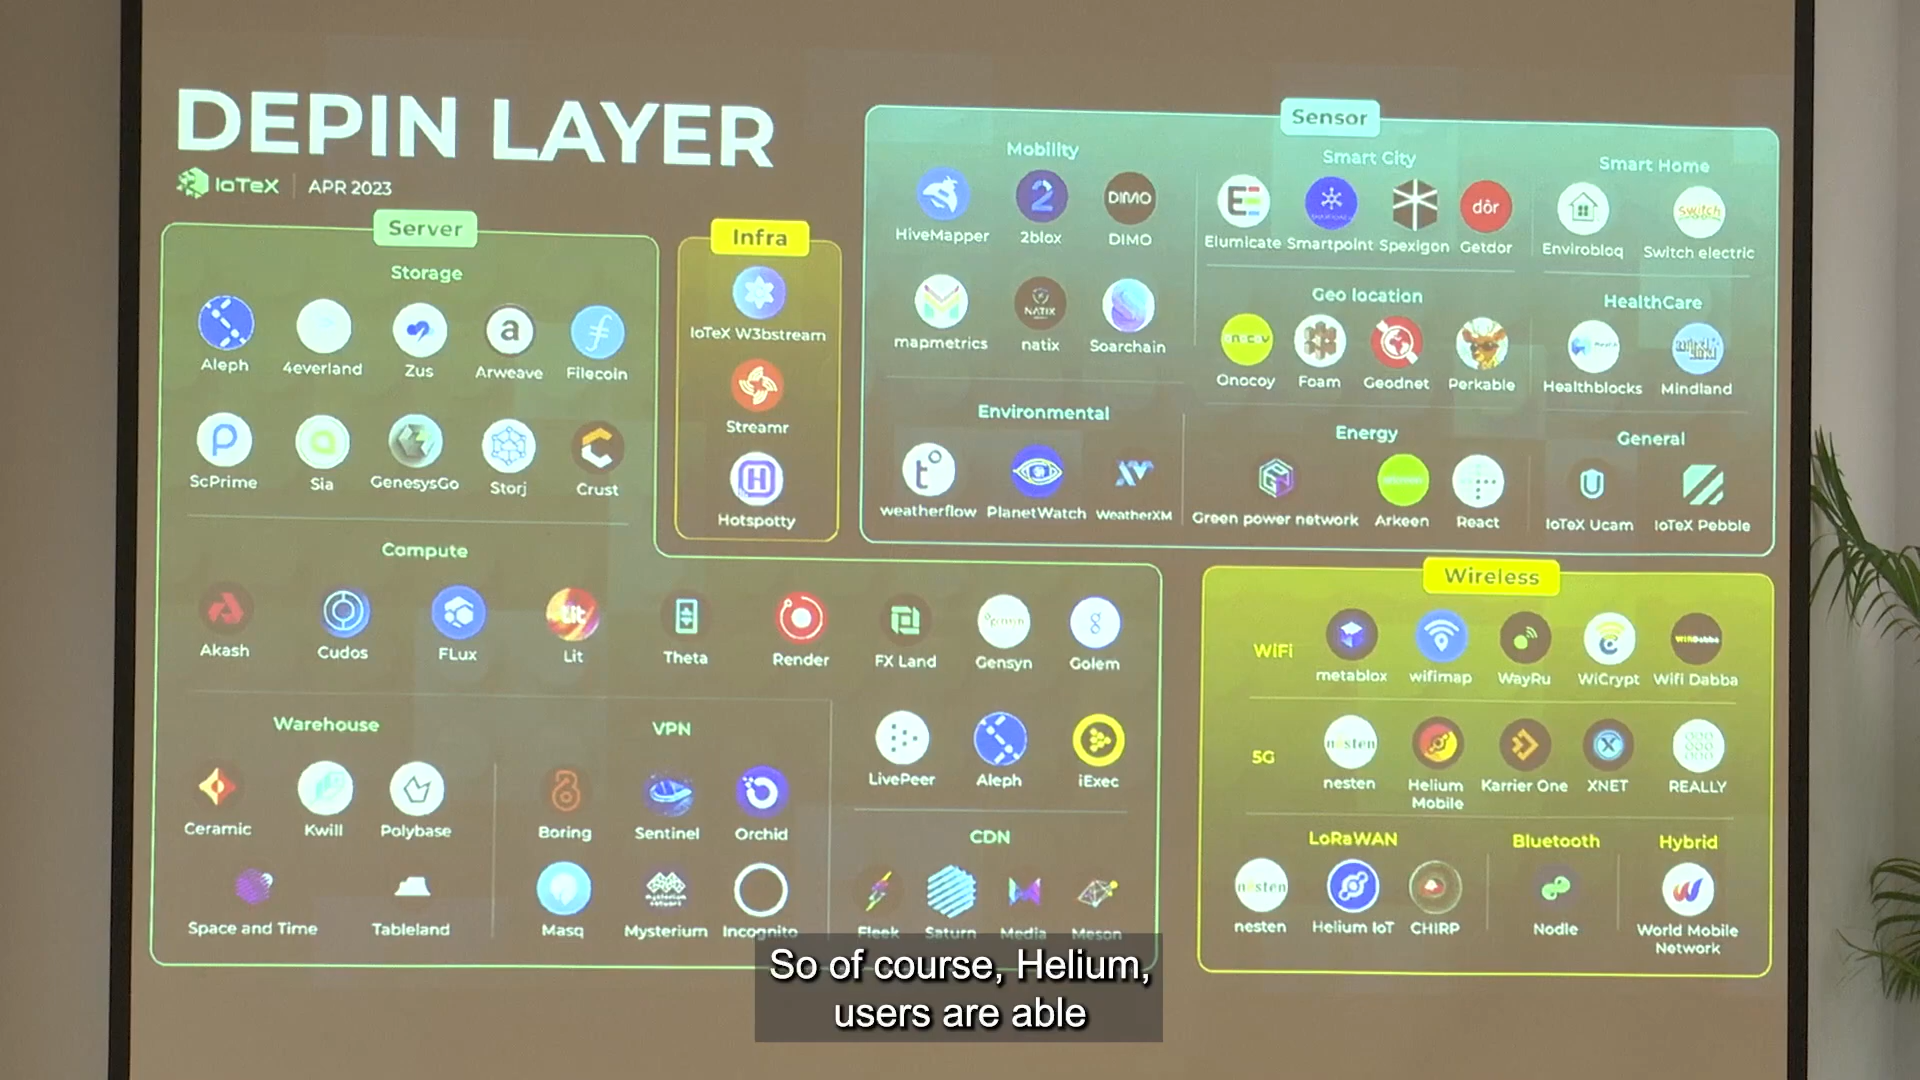 DEPIN LAYER
IoTeX | APR 2023
Server
Storage
Aleph 4everland Zus Arweave Filecoin
ScPrime Sia GenesysGo Storj Crust
Compute
Akash Cudos FLux Lit Theta Render FX Land Gensyn Golem
LivePeer Aleph iExec
Warehouse
Ceramic Kwill Polybase
Space and Time Tableland
VPN
Boring Sentinel Orchid
Masq Mysterium Incognito
CDN
Fleek Saturn Media Meson
Infra
IoTeX W3bstream
Streamr
Hotspotty
Sensor
Mobility
HiveMapper 2blox DIMO DIMO
mapmetrics NATIX natix Soarchain
Smart City
Elumicate Smartpoint Spexigon dôr Getdor
Smart Home
Envirobloq Switch Switch electric
Geo location
onocoy Onocoy Foam Geodnet Perkable
HealthCare
Healthblocks Mindland
Environmental
weatherflow PlanetWatch WeatherXM
Energy
Green power network Arkeen React
General
IoTeX Ucam IoTeX Pebble
Wireless
WiFi
metablox wifimap WayRu WiCrypt Wifi Dabba
5G
nesten nesten Helium Mobile Karrier One XNET REALLY
LoRaWAN
nesten nesten Helium IoT CHIRP
Bluetooth
Nodle
Hybrid
World Mobile
Network
So of course, Helium,
users are able